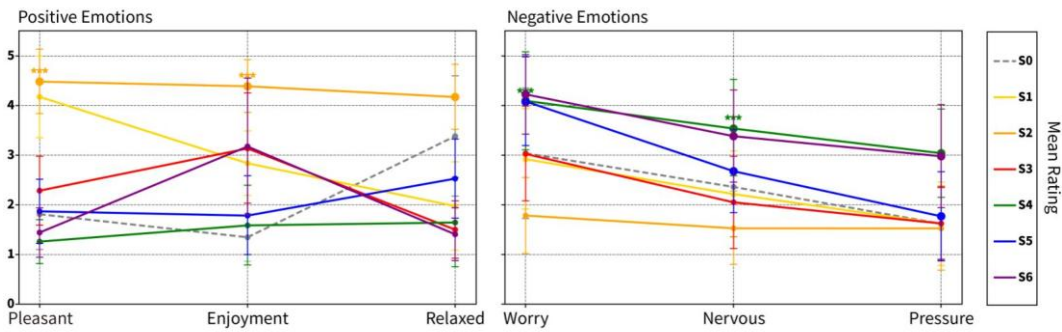 Positive Emotions
Negative Emotions
5
4
3
2
1
0
***
***
***
***
Pleasant
Enjoyment
Relaxed
Worry
Nervous
Pressure
S0
S1
S2
S3
S4
S5
S6
Mean Rating